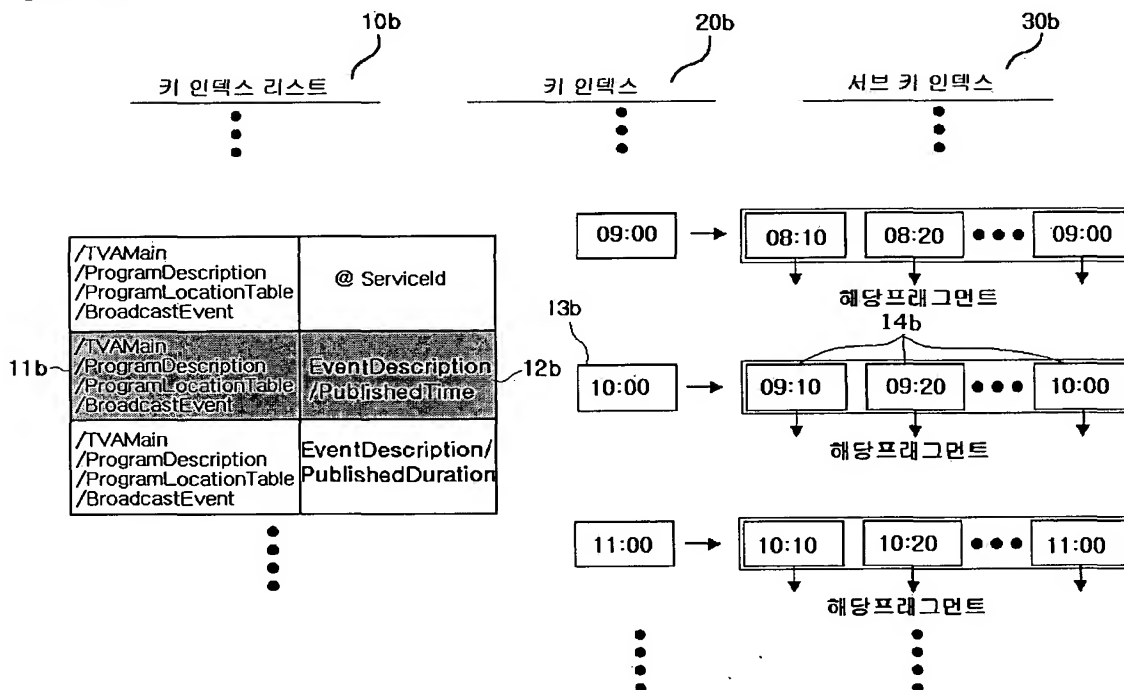 10b
20b
30b
키 인덱스 리스트
키 인덱스
서브 키 인덱스
09:00
08:10
08:20
09:00
해당프래그먼트
/TVAMain
/ProgramDescription
/ProgramLocationTable
/BroadcastEvent
@ ServiceId
13b
14b
11b
/TVAMain
/ProgramDescription
/ProgramLocationTable
/BroadcastEvent
EventDescription
/PublishedTime
12b
10:00
09:10
09:20
10:00
해당프래그먼트
/TVAMain
/ProgramDescription
/ProgramLocationTable
/BroadcastEvent
EventDescription/
PublishedDuration
11:00
10:10
10:20
11:00
해당프래그먼트